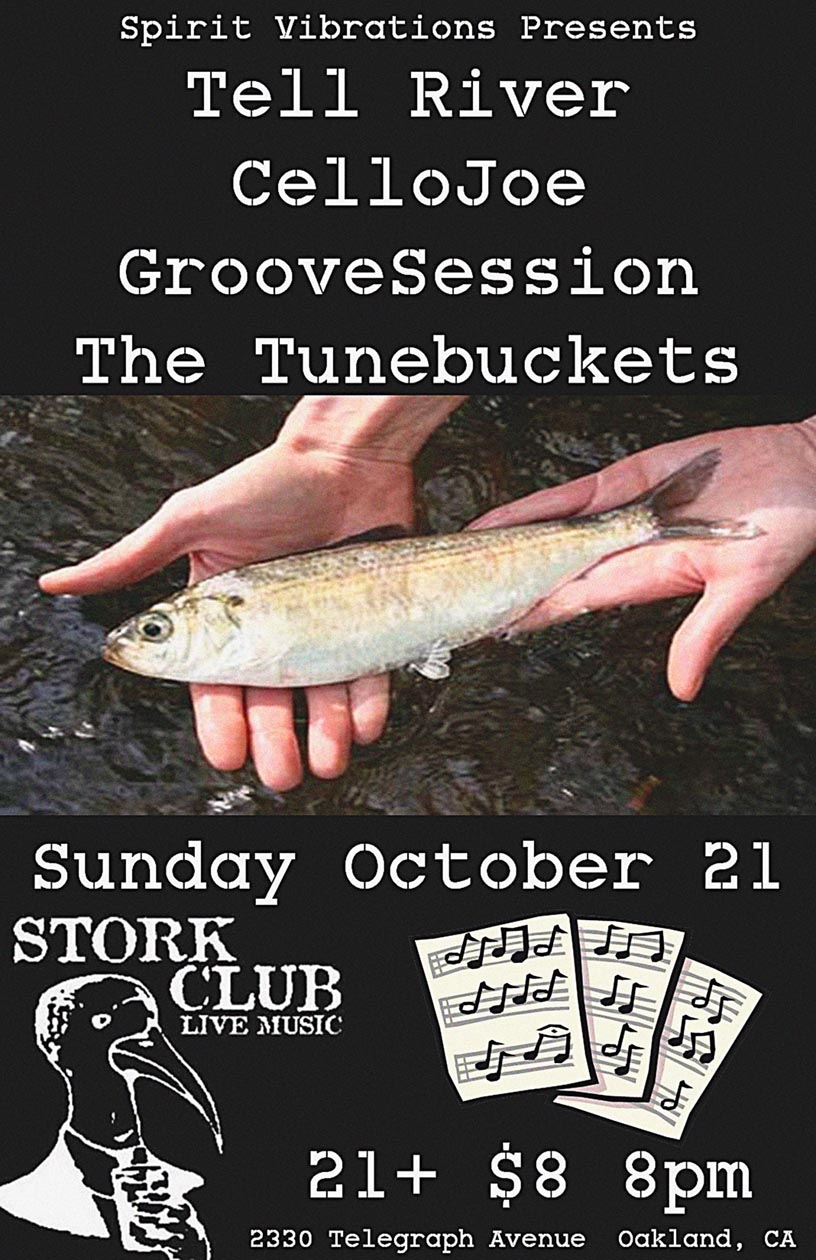 Spirit Vibrations Presents
Tell River
CelloJoe
GrooveSession
The Tunebuckets
Sunday October 21
STORK
CLUB
LIVE MUSIC
21+ $8 8pm
2330 Telegraph Avenue Oakland, CA